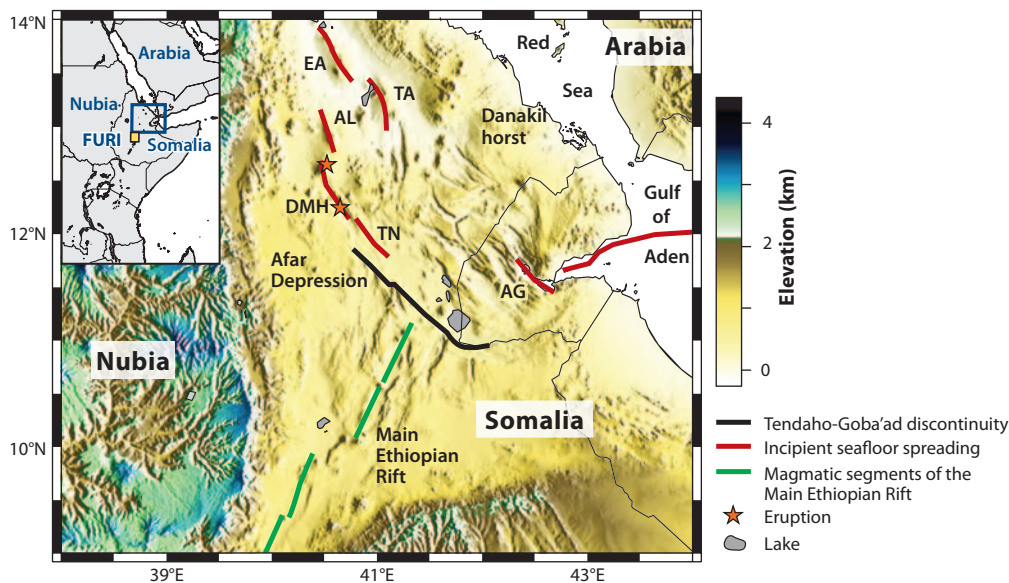 14°N
12°N
10°N
39°E
41°E
43°E
Arabia
Nubia
FURI
Somalia
EA
TA
AL
DMH
TN
AG
Red
Sea
Arabia
Danakil
horst
Gulf
of
Aden
Afar
Depression
Nubia
Somalia
Main
Ethiopian
Rift
4
2
0
Elevation (km)
Tendaho-Goba’ad discontinuity
Incipient seafloor spreading
Magmatic segments of the
Main Ethiopian Rift
Eruption
Lake